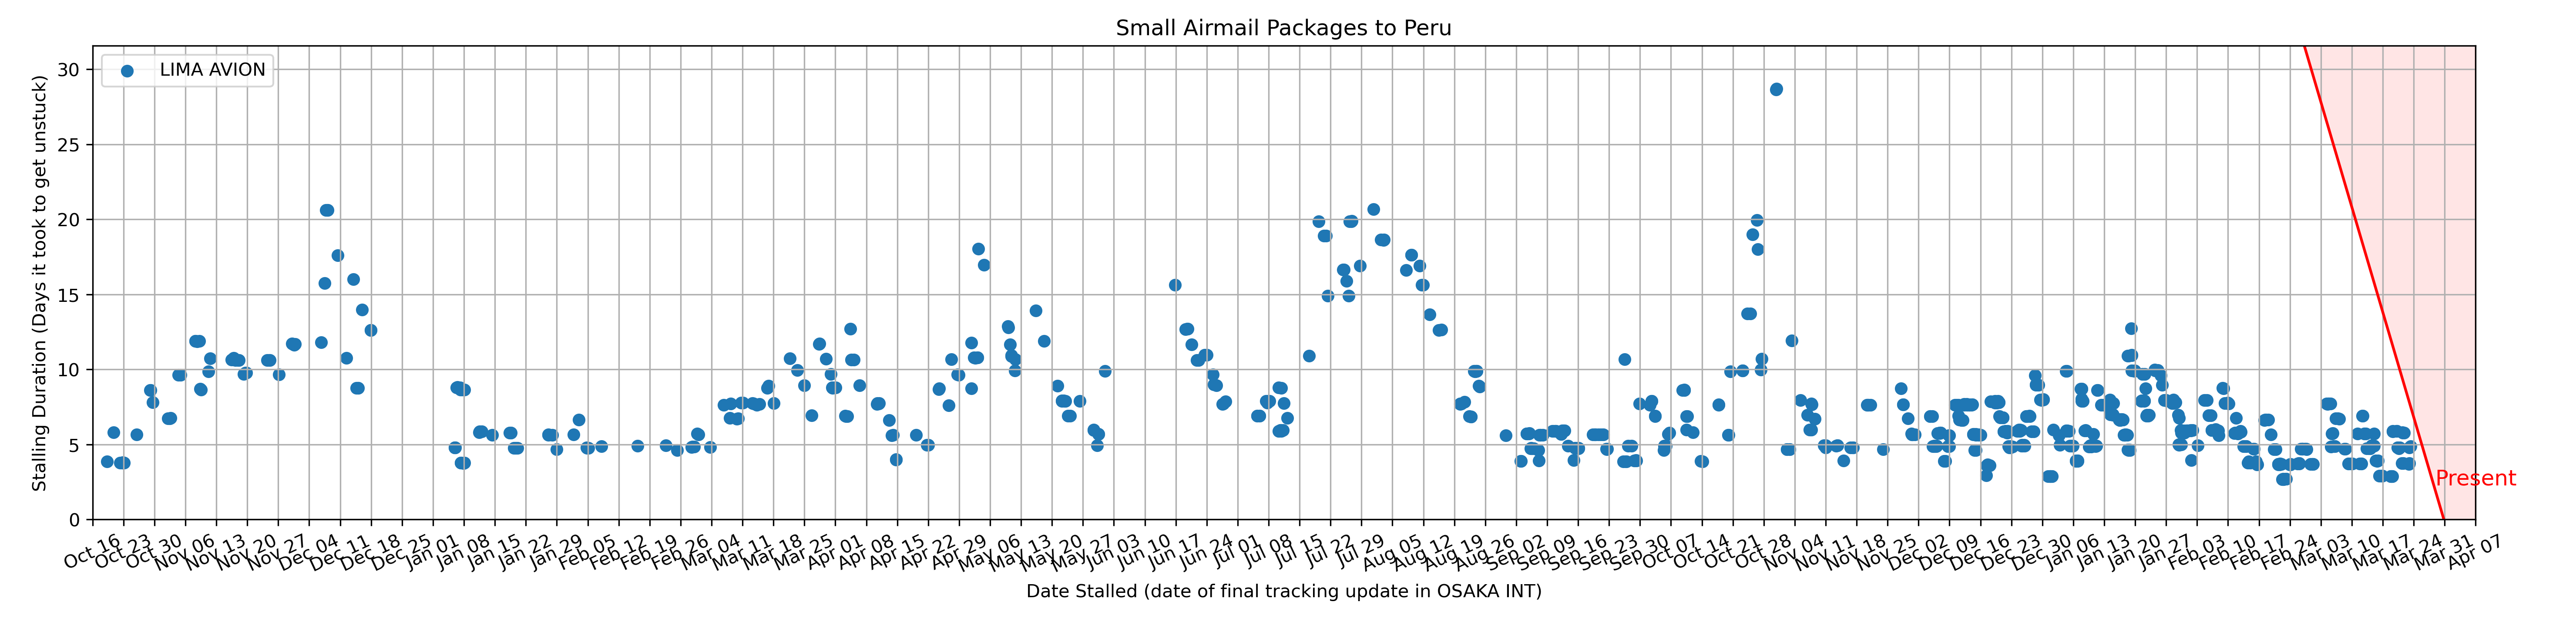 Small Airmail Packages to Peru
LIMA AVION
Stalling Duration (Days it took to get unstuck)
30
25
20
15
10
5
0
Present
Oct 16 Oct 23 Oct 30 Nov 06 Nov 13 Nov 20 Nov 27 Dec 04 Dec 11 Dec 18 Dec 25 Jan 01 Jan 08 Jan 15 Jan 22 Jan 29 Feb 05 Feb 12 Feb 19 Feb 26 Mar 04 Mar 11 Mar 18 Mar 25 Apr 01 Apr 08 Apr 15 Apr 22 Apr 29 May 06 May 13 May 20 May 27 Jun 03 Jun 10 Jun 17 Jun 24 Jul 01 Jul 08 Jul 15 Jul 22 Jul 29 Aug 05 Aug 12 Aug 19 Aug 26 Sep 02 Sep 09 Sep 16 Sep 23 Sep 30 Oct 07 Oct 14 Oct 21 Oct 28 Nov 04 Nov 11 Nov 18 Nov 25 Dec 02 Dec 09 Dec 16 Dec 23 Dec 30 Jan 06 Jan 13 Jan 20 Jan 27 Feb 03 Feb 10 Feb 17 Feb 24 Mar 03 Mar 10 Mar 17 Mar 24 Mar 31 Apr 07
Date Stalled (date of final tracking update in OSAKA INT)